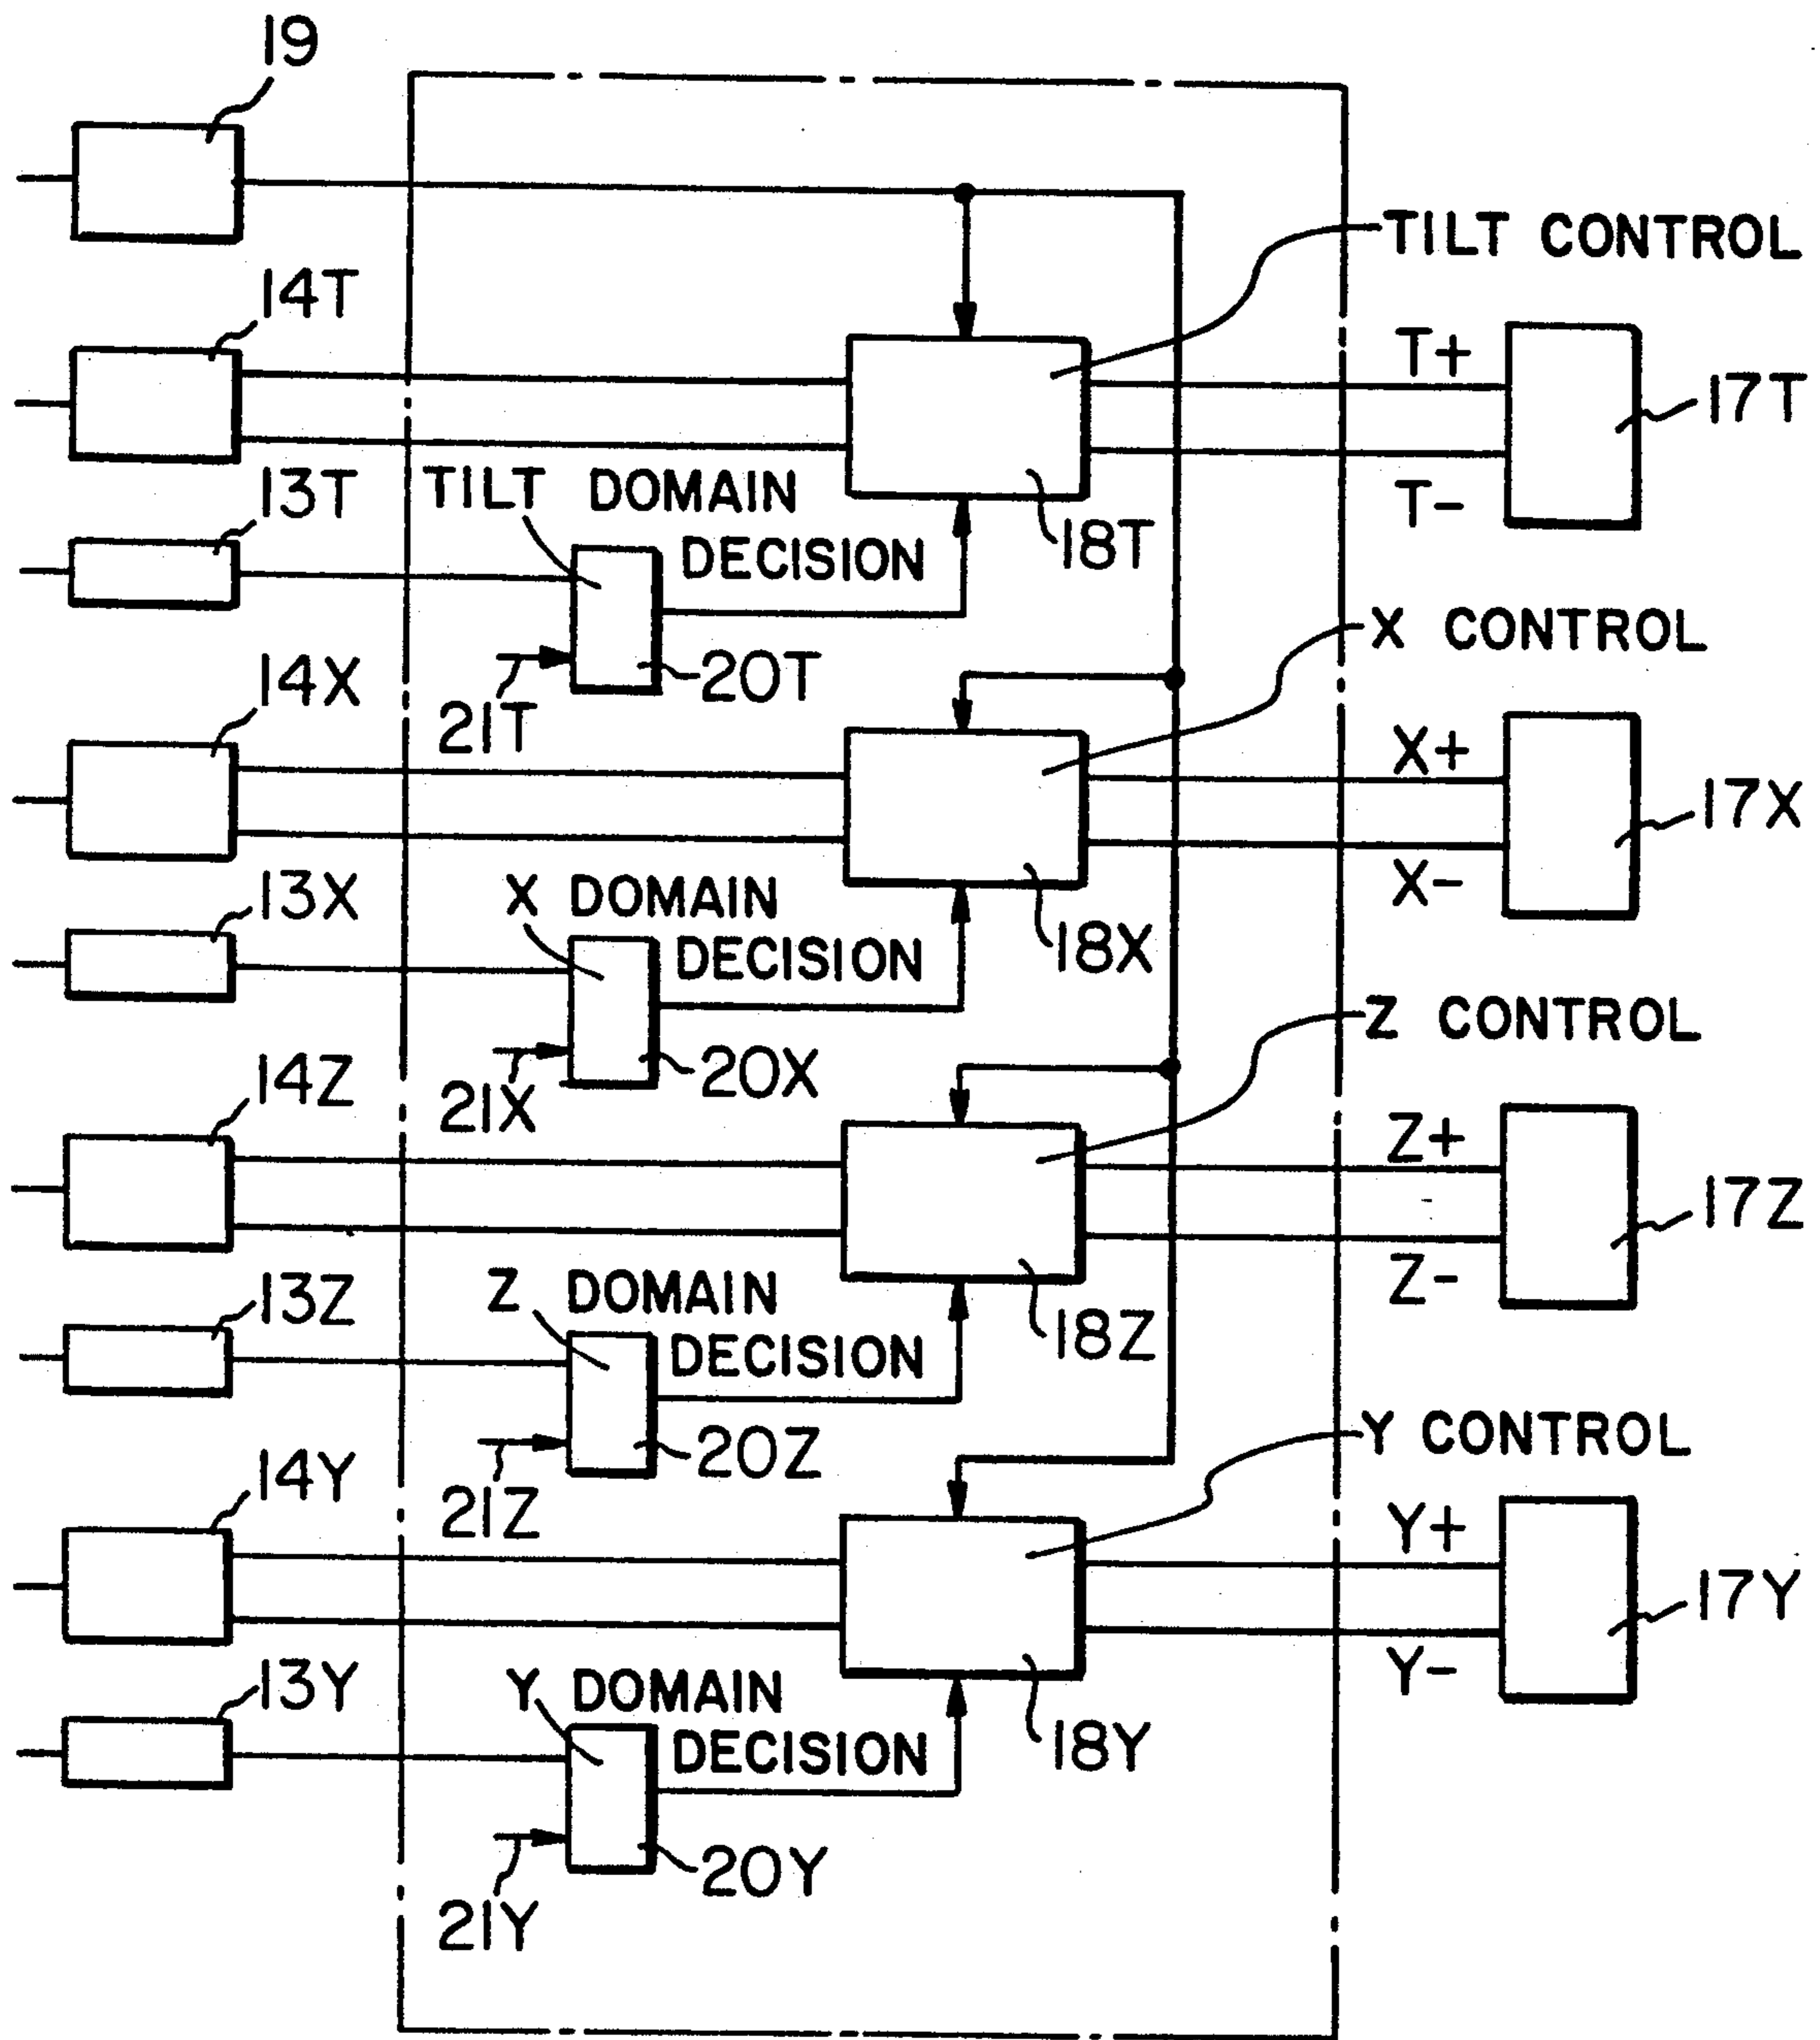 19
TILT CONTROL
14T
T+
17T
T-
13T
TILT DOMAIN
DECISION
18T
20T
21T
X CONTROL
14X
X+
17X
X-
13X
X DOMAIN
DECISION
18X
20X
21X
Z CONTROL
14Z
Z+
17Z
Z-
13Z
Z DOMAIN
DECISION
18Z
20Z
21Z
Y CONTROL
14Y
Y+
17Y
Y-
13Y
Y DOMAIN
DECISION
18Y
20Y
21Y